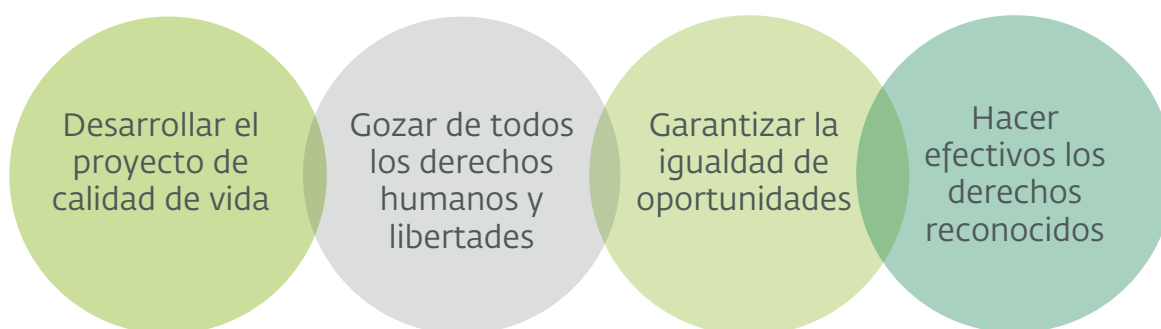 Desarrollar el
proyecto de
calidad de vida
Gozar de todos
los derechos
humanos y
libertades
Garantizar la
igualdad de
oportunidades
Hacer
efectivos los
derechos
reconocidos